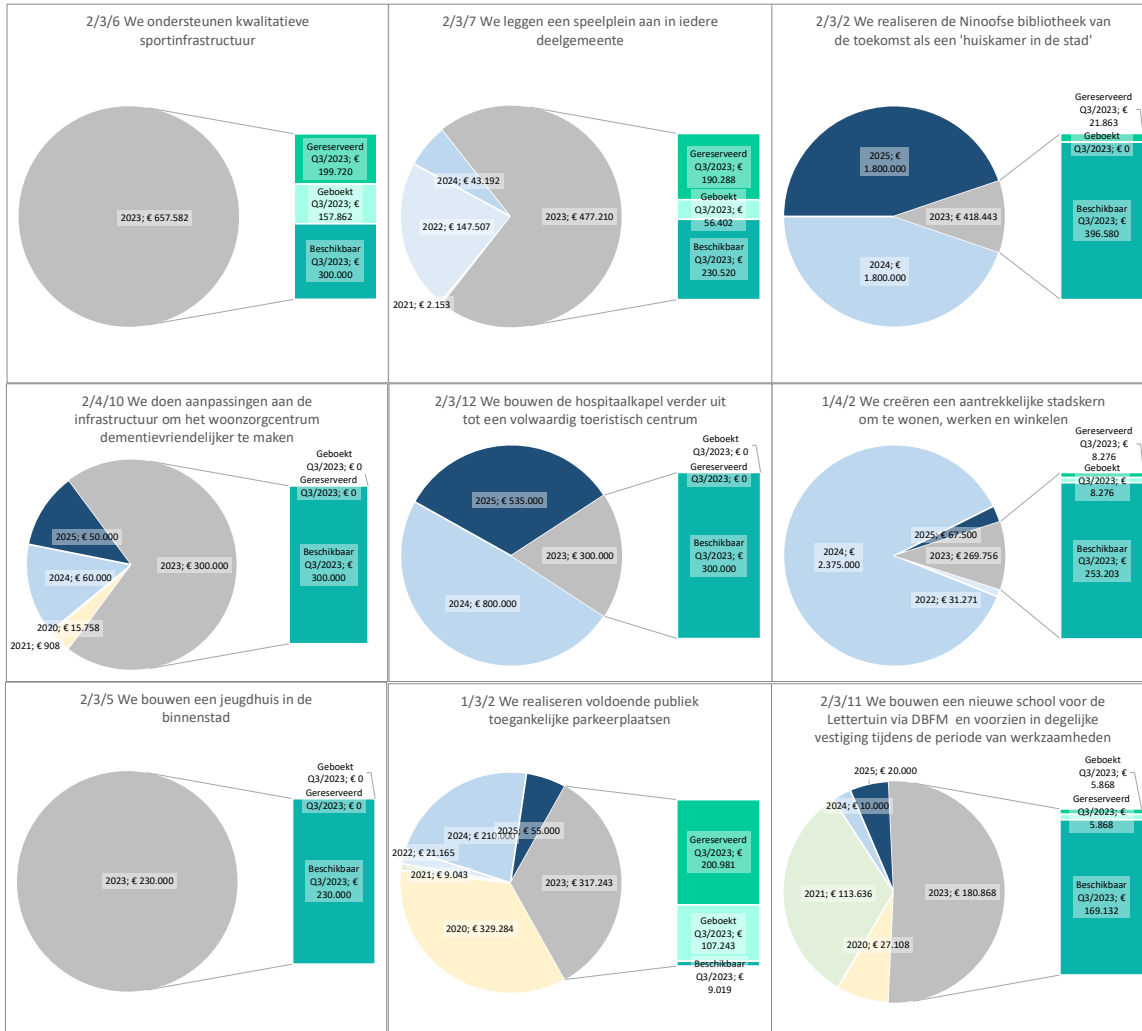 2/3/6 We ondersteunen kwalitatieve
sportinfrastructuur
2023; € 657.582
Gereserveerd
Q3/2023; €
199.720
Geboekt
Q3/2023; €
157.862
Beschikbaar
Q3/2023; €
300.000
2/3/7 We leggen een speelplein aan in iedere
deelgemeente
2024; € 43.192
2022; € 147.507
2021; € 2.153
2023; € 477.210
Gereserveerd
Q3/2023; €
190.288
Geboekt
Q3/2023; €
56.402
Beschikbaar
Q3/2023; €
230.520
2/3/2 We realiseren de Ninoofse bibliotheek van
de toekomst als een 'huiskamer in de stad'
2025; €
1.800.000
2023; € 418.443
2024; €
1.800.000
Gereserveerd
Q3/2023; €
21.863
Geboekt
Q3/2023; € 0
Beschikbaar
Q3/2023; €
396.580
2/4/10 We doen aanpassingen aan de
infrastructuur om het woonzorgcentrum
dementievriendelijker te maken
2025; € 50.000
2024; € 60.000
2020; € 15.758
2021; € 908
2023; € 300.000
Geboekt
Q3/2023; € 0
Gereserveerd
Q3/2023; € 0
Beschikbaar
Q3/2023; €
300.000
2/3/12 We bouwen de hospitaalkapel verder uit
tot een volwaardig toeristisch centrum
2025; € 535.000
2023; € 300.000
2024; € 800.000
Geboekt
Q3/2023; € 0
Gereserveerd
Q3/2023; € 0
Beschikbaar
Q3/2023; €
300.000
1/4/2 We creëren een aantrekkelijke stadskern
om te wonen, werken en winkelen
2024; €
2.375.000
2025; € 67.500
2023; € 269.756
2022; € 31.271
Gereserveerd
Q3/2023; €
8.276
Geboekt
Q3/2023; €
8.276
Beschikbaar
Q3/2023; €
253.203
2/3/5 We bouwen een jeugdhuis in de
binnenstad
2023; € 230.000
Geboekt
Q3/2023; € 0
Gereserveerd
Q3/2023; € 0
Beschikbaar
Q3/2023; €
230.000
1/3/2 We realiseren voldoende publiek
toegankelijke parkeerplaatsen
2024; € 210.000
2025; € 55.000
2022; € 21.165
2021; € 9.043
2023; € 317.243
2020; € 329.284
Gereserveerd
Q3/2023; €
200.981
Geboekt
Q3/2023; €
107.243
Beschikbaar
Q3/2023; €
9.019
2/3/11 We bouwen een nieuwe school voor de
Lettertuin via DBFM en voorzien in degelijke
vestiging tijdens de periode van werkzaamheden
2025; € 20.000
2024; € 10.000
2021; € 113.636
2023; € 180.868
2020; € 27.108
Geboekt
Q3/2023; €
5.868
Gereserveerd
Q3/2023; €
5.868
Beschikbaar
Q3/2023; €
169.132